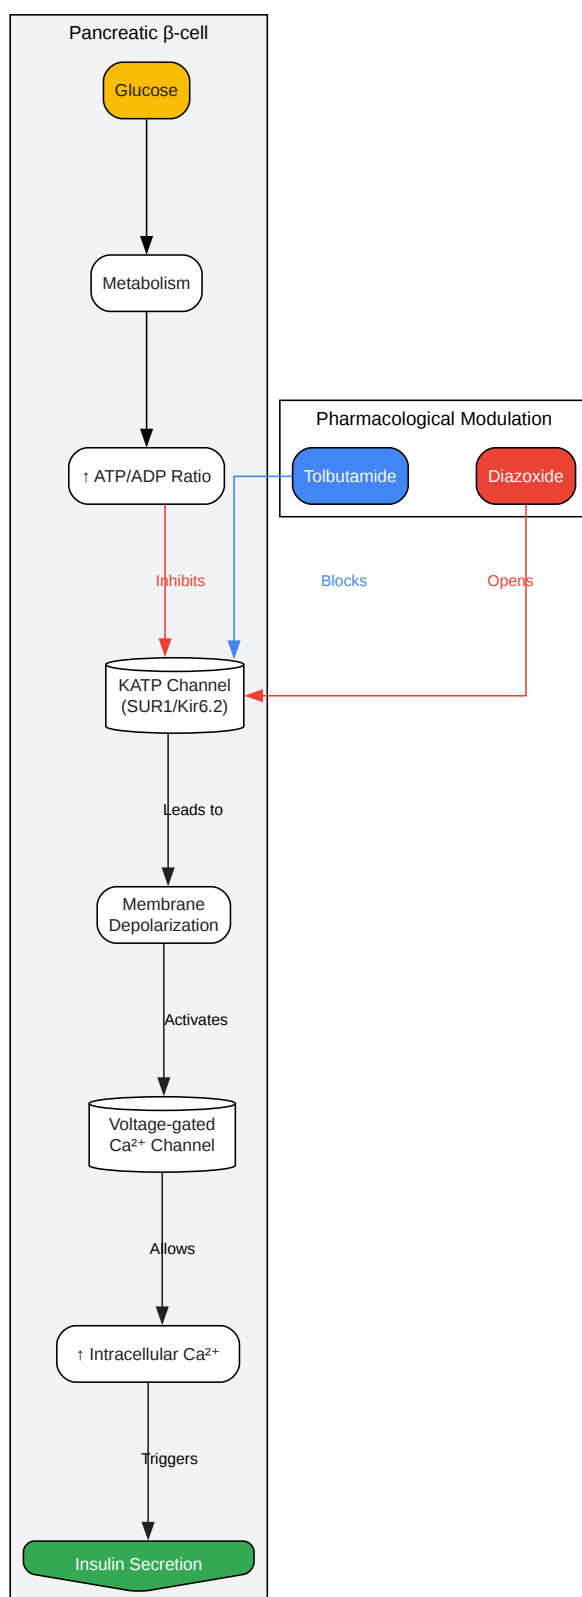 Pancreatic β-cell
Glucose
Metabolism
Pharmacological Modulation
↑ ATP/ADP Ratio
Tolbutamide
Diazoxide
Inhibits
Blocks
Opens
KATP Channel
(SUR1/Kir6.2)
Leads to
Membrane
Depolarization
Activates
Voltage-gated
Ca²⁺ Channel
Allows
↑ Intracellular Ca²⁺
Triggers
Insulin Secretion